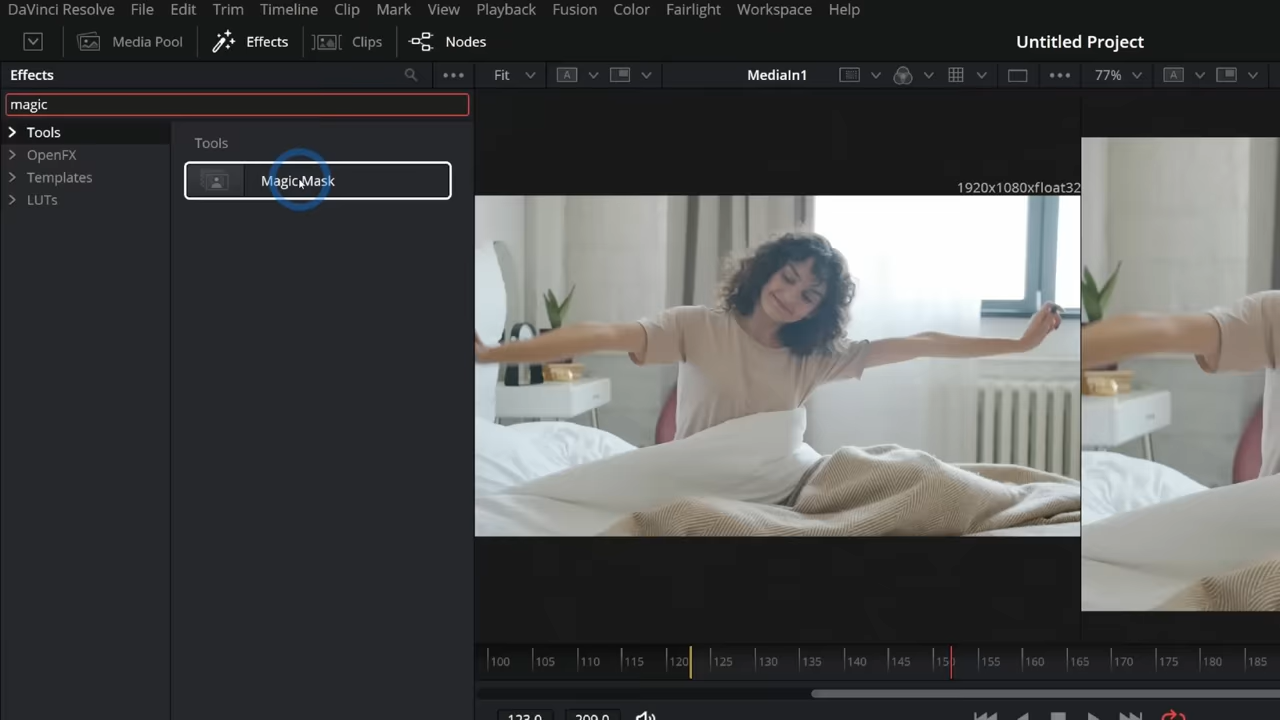 DaVinci Resolve File Edit Trim Timeline Clip Mark View Playback Fusion Color Fairlight Workspace Help
Media Pool Effects Clips Nodes Untitled Project
Effects Fit A MediaIn1 77% A
magic
Tools
OpenFX
Templates
LUTs
Tools
Magic Mask
1920x1080xfloat32
100 105 110 115 120 125 130 135 140 145 150 155 160 165 170 175 180 185
123.0 209.0